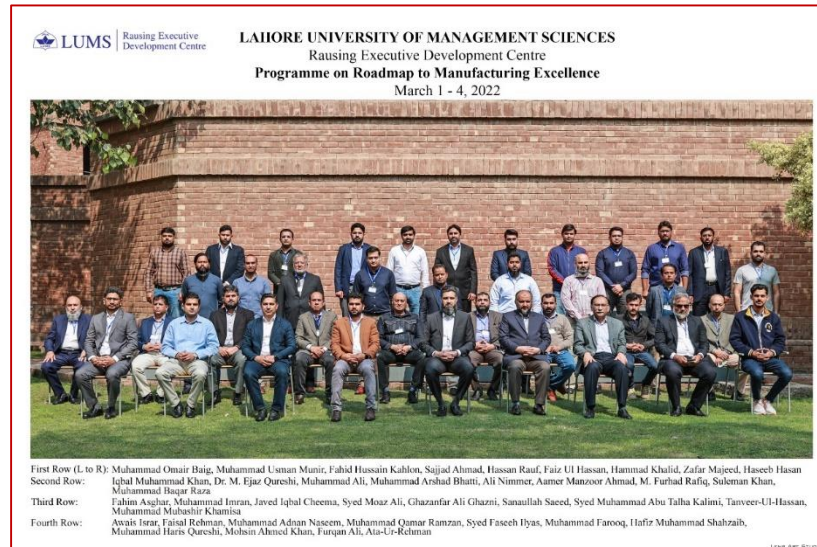 LUMS
Rausing Executive
Development Centre
LAHORE UNIVERSITY OF MANAGEMENT SCIENCES
Rausing Executive Development Centre
Programme on Roadmap to Manufacturing Excellence
March 1 - 4, 2022
First Row (L to R): Muhammad Omair Baig, Muhammad Usman Munir, Fahid Hussain Kahlon, Sajjad Ahmad, Hassan Rauf, Faiz Ul Hassan, Hammad Khalid, Zafar Majeed, Haseeb Hasan
Second Row: Iqbal Muhammad Khan, Dr. M. Ejaz Qureshi, Muhammad Ali, Muhammad Arshad Bhatti, Ali Nimmer, Aamer Manzoor Ahmad, M. Furhad Rafiq, Suleman Khan,
Muhammad Baqar Raza
Third Row: Fahim Asghar, Muhammad Imran, Javed Iqbal Cheema, Syed Moaz Ali, Ghazanfar Ali Ghazni, Sanaullah Saeed, Syed Muhammad Abu Talha Kalimi, Tanveer-Ul-Hassan,
Muhammad Mubashir Khamisa
Fourth Row: Awais Israr, Faisal Rehman, Muhammad Adnan Naseem, Muhammad Qamar Ramzan, Syed Faseeh Ilyas, Muhammad Farooq, Hafiz Muhammad Shahzaib,
Muhammad Haris Qureshi, Mohsin Ahmed Khan, Furqan Ali, Ata-Ur-Rehman